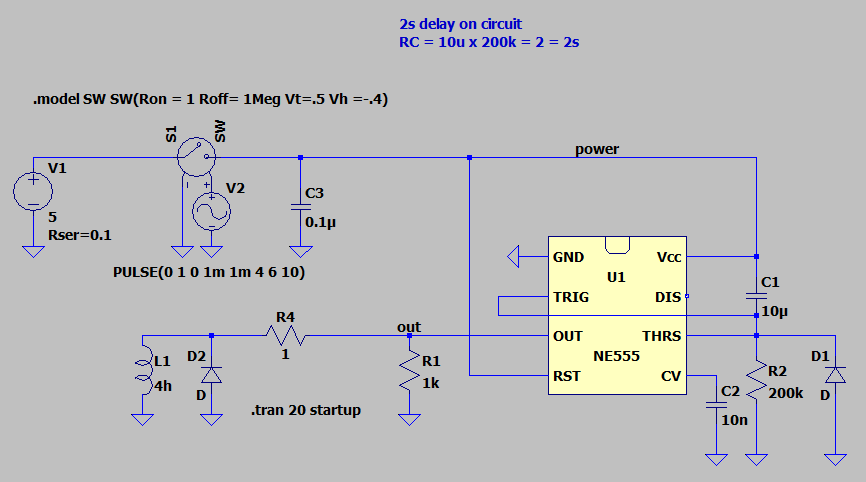 2s delay on circuit
RC = 10u x 200k = 2 = 2s
.model SW SW(Ron = 1 Roff= 1Meg Vt=.5 Vh =-.4)
S1
SW
power
V1
5
Rser=0.1
V2
C3
0.1µ
PULSE(0 1 0 1m 1m 4 6 10)
GND
Vcc
U1
TRIG
DIS
OUT
THRS
NE555
RST
CV
C1
10µ
R4
1
out
L1
4h
D2
D
R1
1k
.tran 20 startup
C2
10n
R2
200k
D1
D